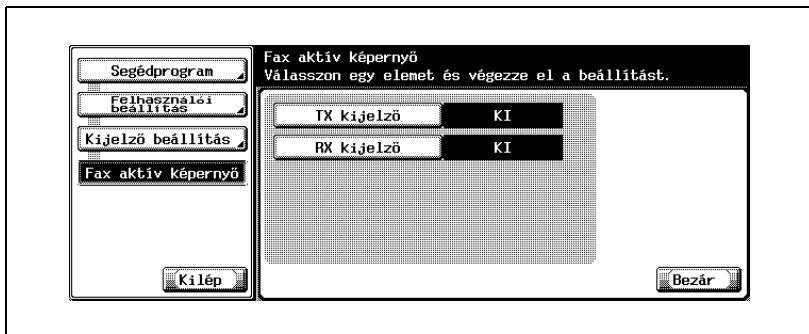 Segédprogram
Felhasználói
beállítás
Kijelző beállítás
Fax aktív képernyő
Kilép
Fax aktív képernyő
Válasszon egy elemet és végezze el a beállítást.
TX kijelző KI
RX kijelző KI
Bezár